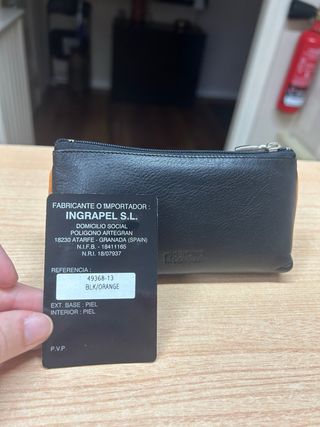 FABRICANTE O IMPORTADOR :
INGRAPEL S.L.
DOMICILIO SOCIAL
POLIGONO ARTEGRAN
18230 ATARFE - GRANADA (SPAIN)
N.I.F.B. - 18411165
N.R.I. 18/07937
REFERENCIA :
49368-13
BLK/ORANGE
EXT. BASE : PIEL
INTERIOR : PIEL
P.V.P.